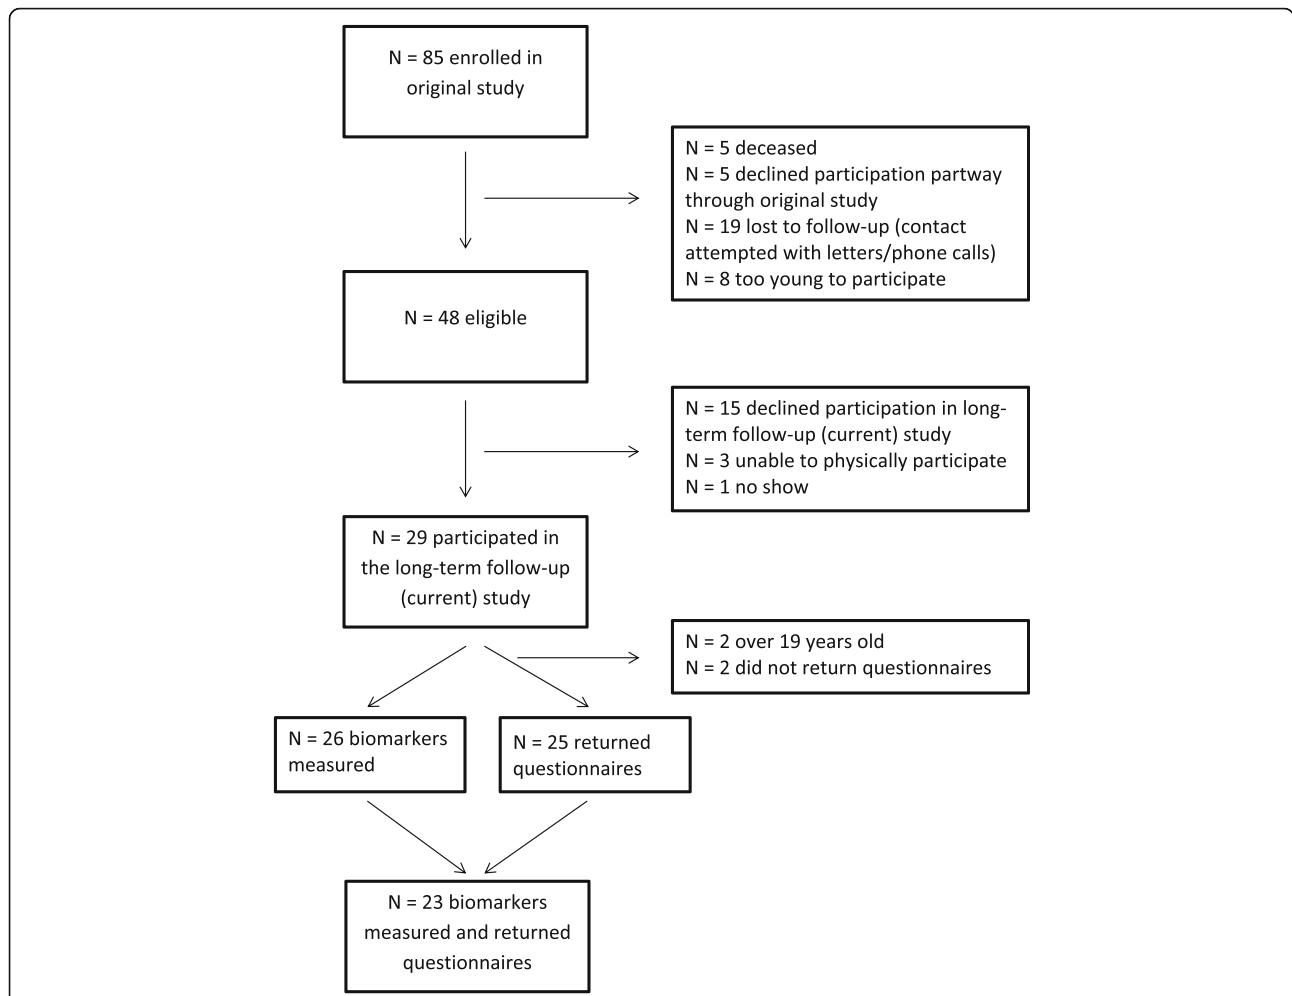 N = 85 enrolled in
original study
N = 5 deceased
N = 5 declined participation partway
through original study
N = 19 lost to follow-up (contact
attempted with letters/phone calls)
N = 8 too young to participate
N = 48 eligible
N = 15 declined participation in long-
term follow-up (current) study
N = 3 unable to physically participate
N = 1 no show
N = 29 participated in
the long-term follow-up
(current) study
N = 2 over 19 years old
N = 2 did not return questionnaires
N = 26 biomarkers
measured
N = 25 returned
questionnaires
N = 23 biomarkers
measured and returned
questionnaires